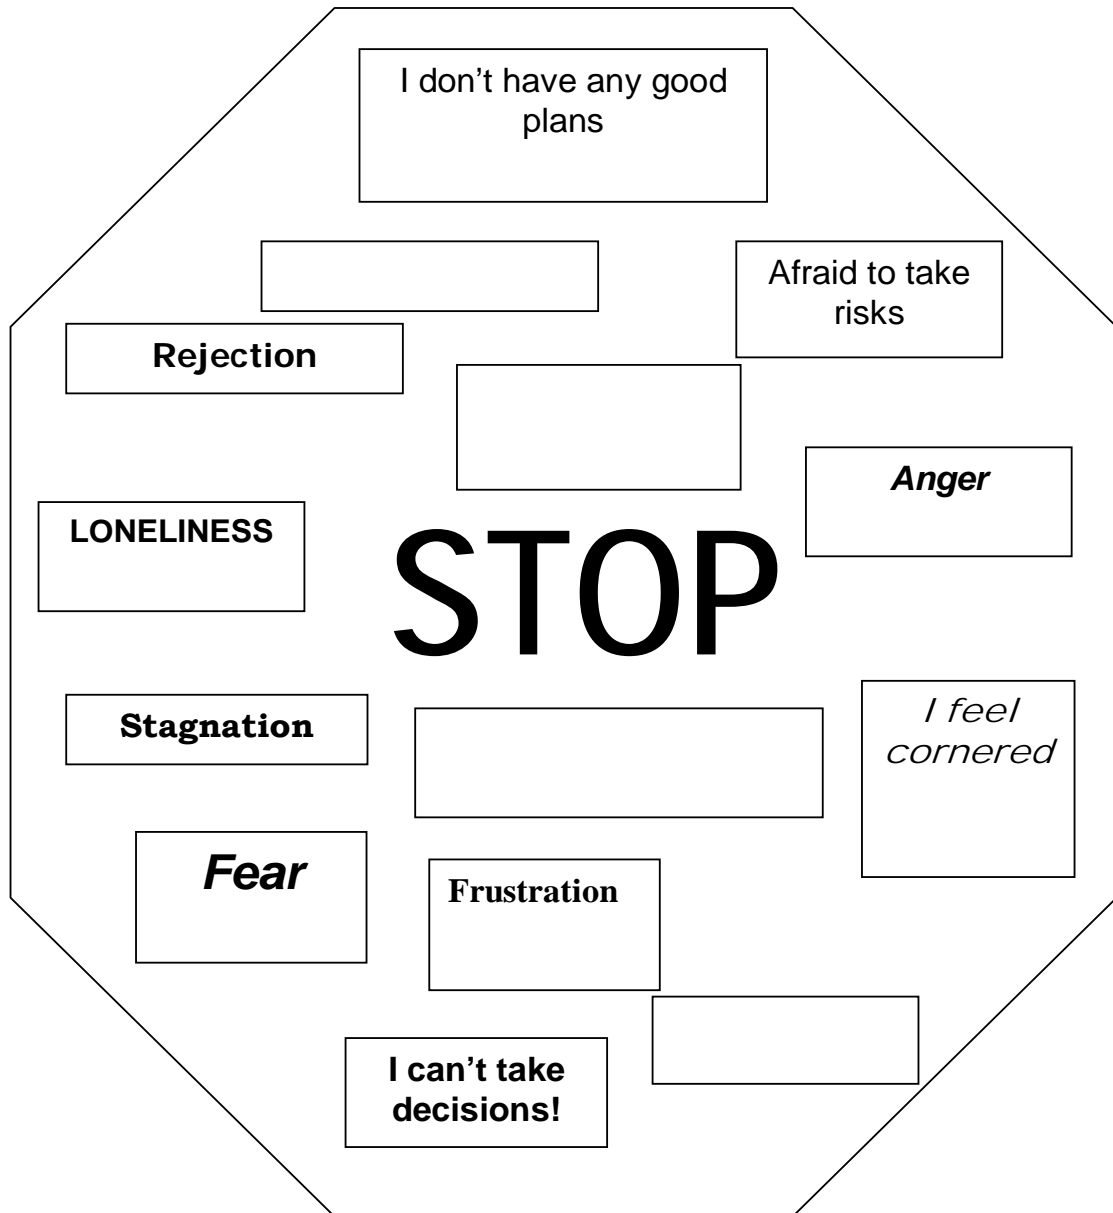 I don’t have any good
plans
Afraid to take
risks
Rejection
Anger
LONELINESS
STOP
I feel
cornered
Stagnation
Fear
Frustration
I can’t take
decisions!